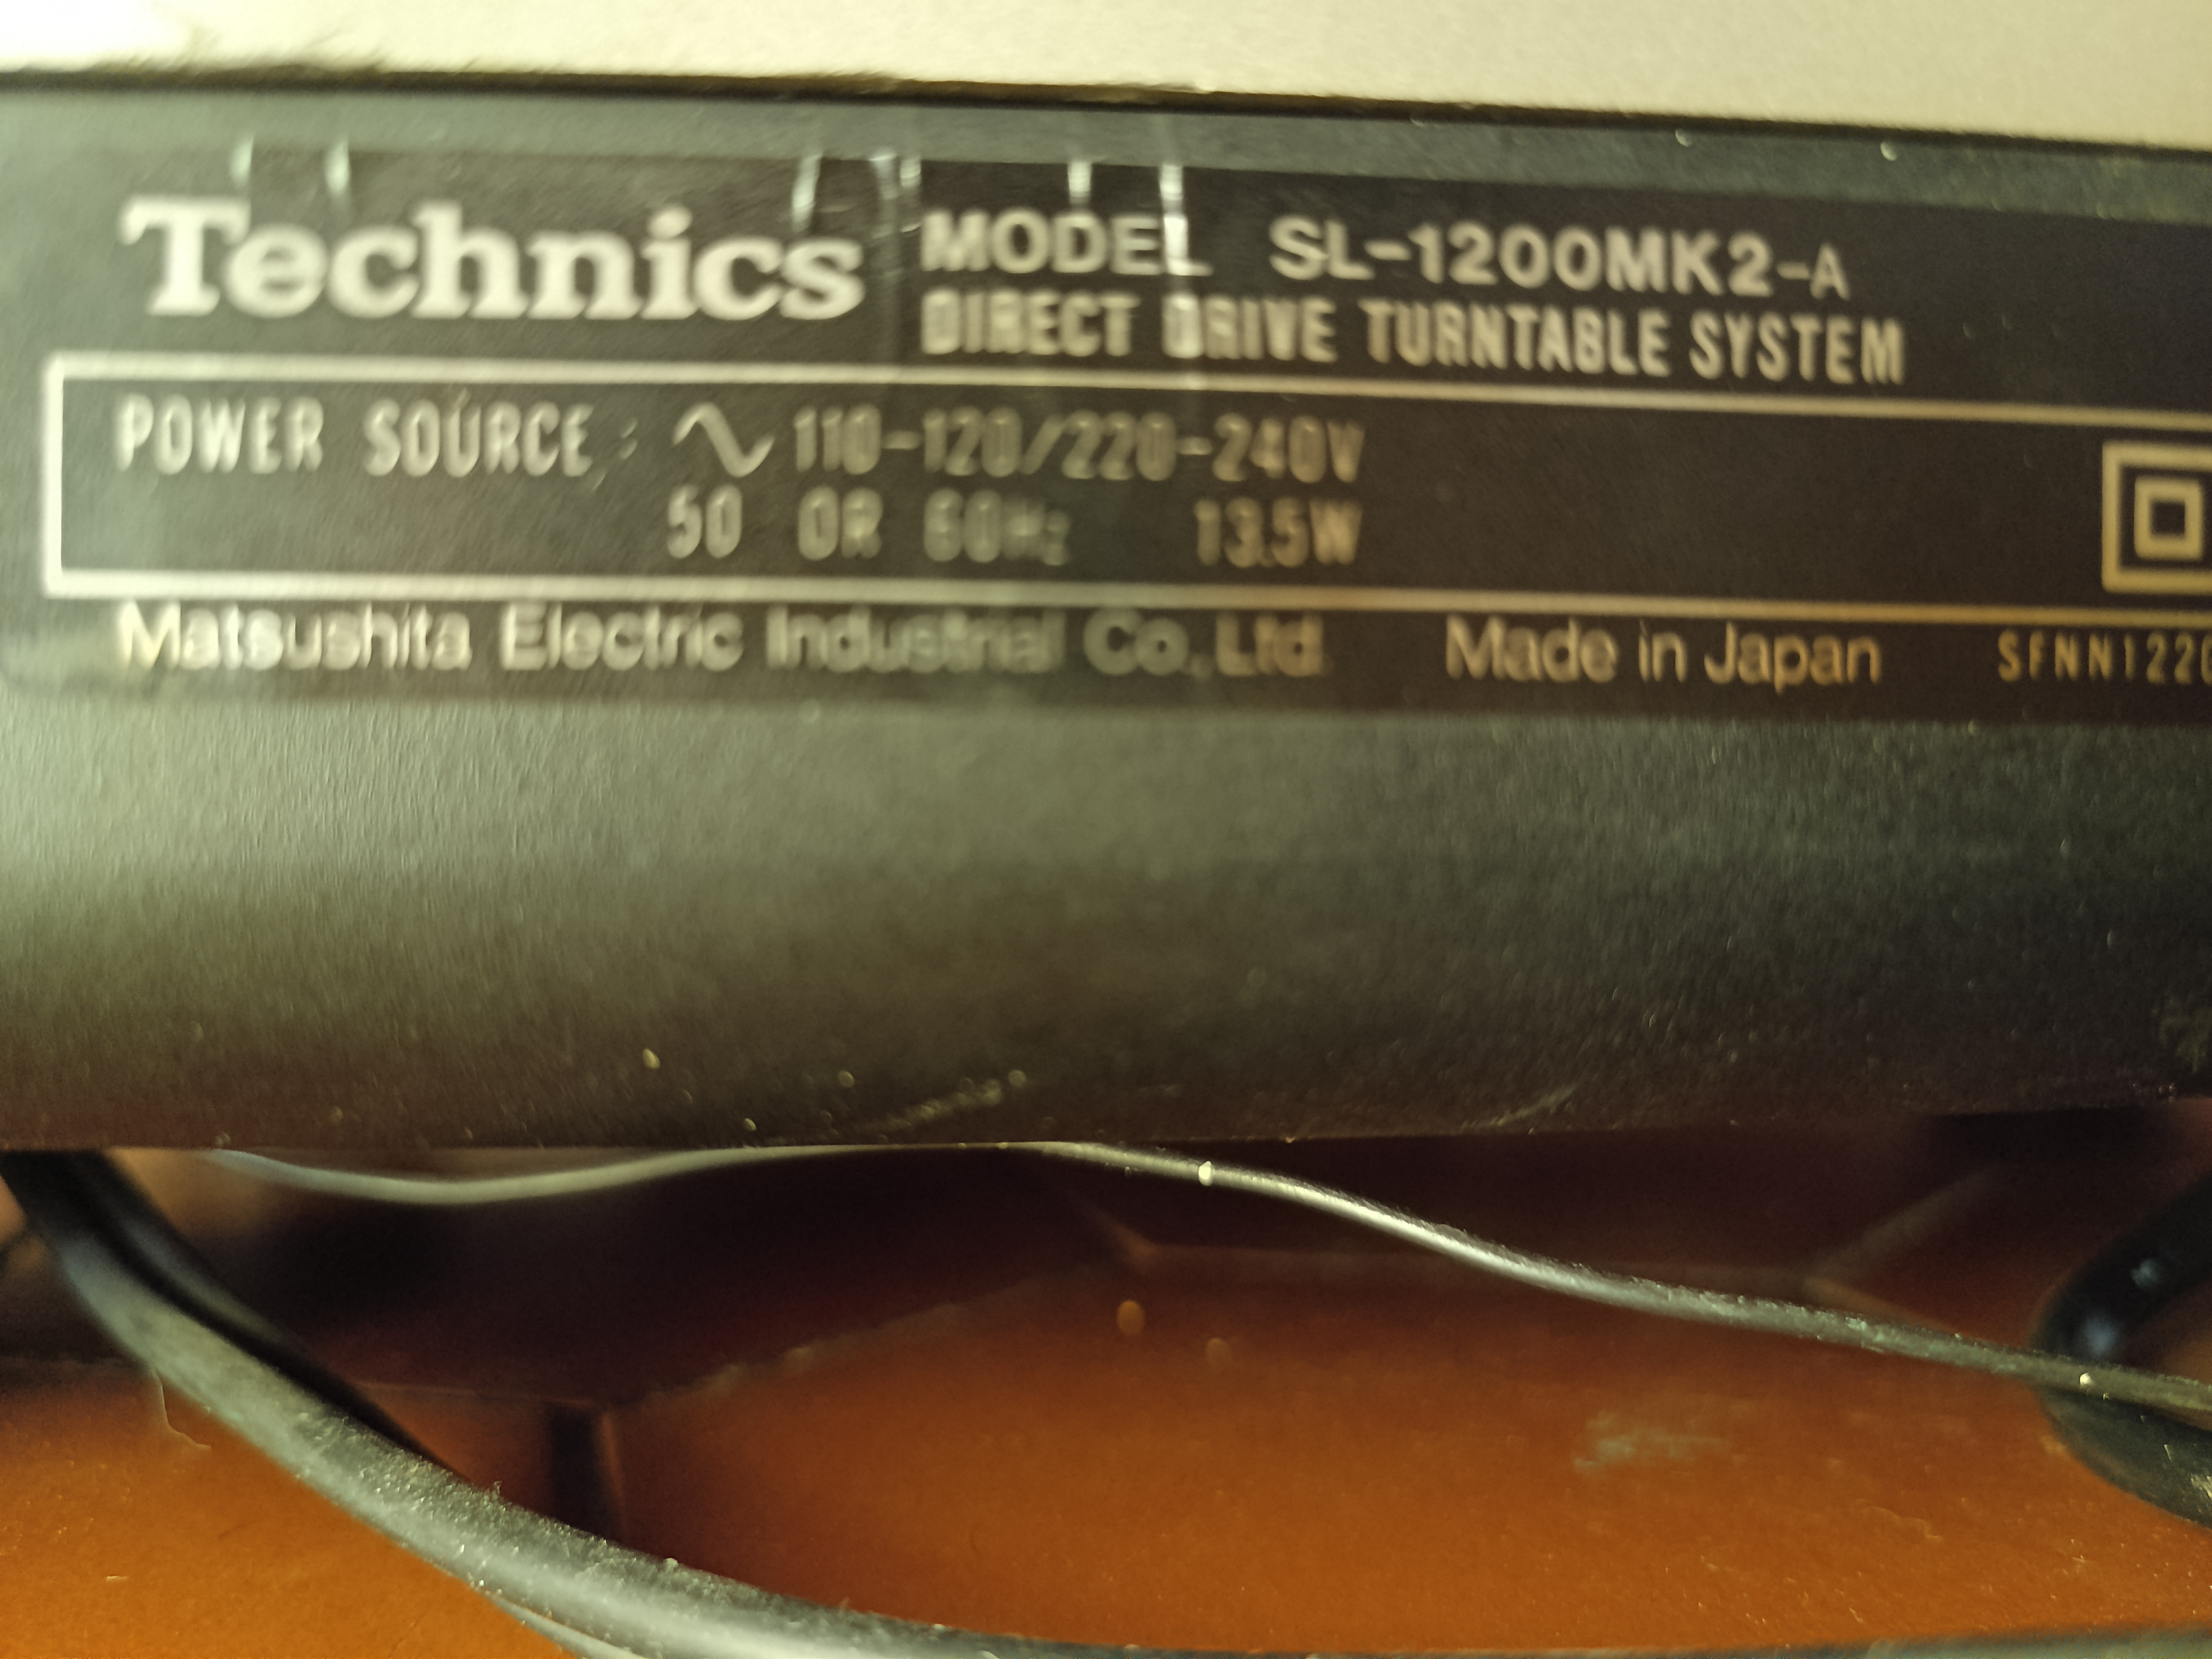 Technics MODEL SL-1200MK2-A
DIRECT DRIVE TURNTABLE SYSTEM
POWER SOURCE : ∿ 110-120/220-240V
50 OR 60Hz 13.5W
Matsushita Electric Industrial Co.,Ltd. Made in Japan SFNN122